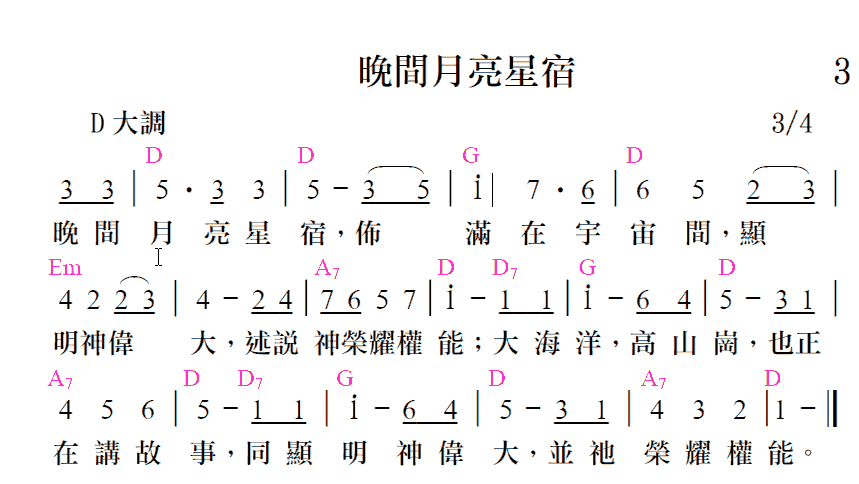 晚間月亮星宿 3
D 大調 3/4
D D G D
3 3 | 5 · 3 3 | 5 − 3 5 | i | 7 · 6 | 6 5 2 3 |
晚間月亮星宿，佈滿在宇宙間，顯
Em A7 D D7 G D
4 2 2 3 | 4 − 2 4 | 7 6 5 7 | i − 1 1 | i − 6 4 | 5 − 3 1 |
明神偉大，述説神榮耀權能；大海洋，高山崗，也正
A7 D D7 G D A7 D
4 5 6 | 5 − 1 1 | i − 6 4 | 5 − 3 1 | 4 3 2 | 1 − ‖
在講故事，同顯明神偉大，並祂榮耀權能。